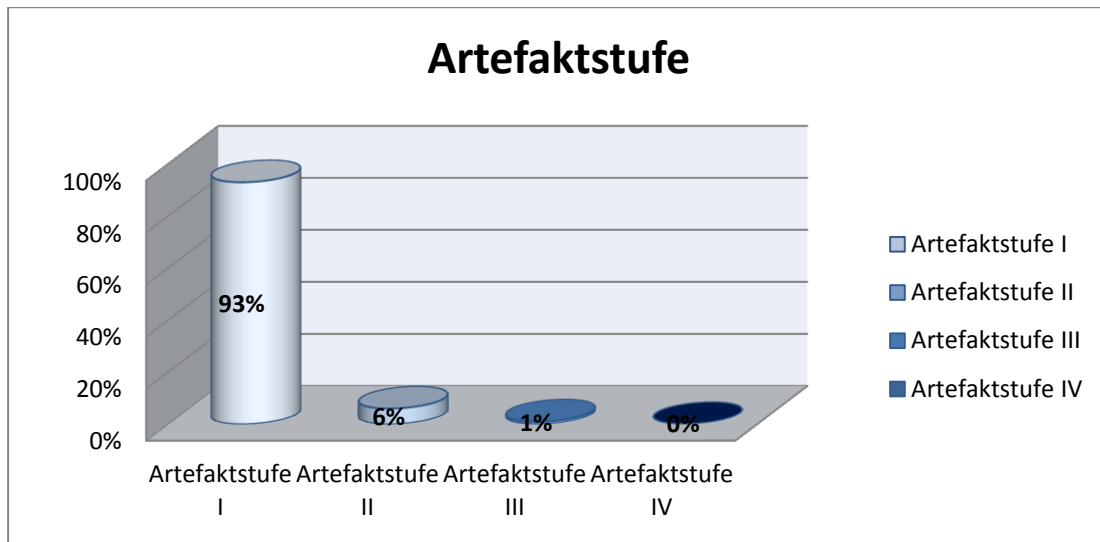 Artefaktstufe
100%
80%
60%
40%
20%
0%
93%
6%
1%
0%
Artefaktstufe I
Artefaktstufe II
Artefaktstufe III
Artefaktstufe IV
Artefaktstufe Artefaktstufe Artefaktstufe Artefaktstufe
I II III IV